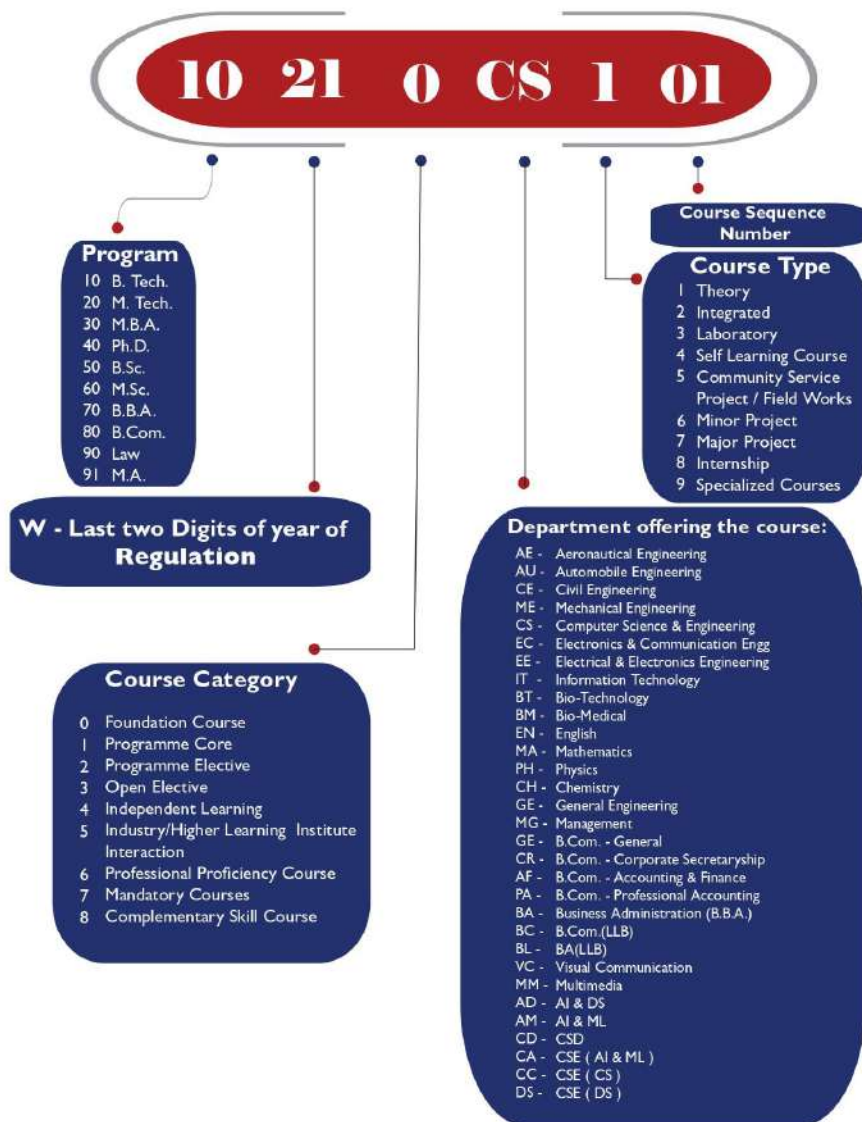 10 21 0 CS 1 01
Course Sequence
Number
Program
10 B. Tech.
20 M. Tech.
30 M.B.A.
40 Ph.D.
50 B.Sc.
60 M.Sc.
70 B.B.A.
80 B.Com.
90 Law
91 M.A.
Course Type
1 Theory
2 Integrated
3 Laboratory
4 Self Learning Course
5 Community Service
Project / Field Works
6 Minor Project
7 Major Project
8 Internship
9 Specialized Courses
W - Last two Digits of year of
Regulation
Course Category
0 Foundation Course
1 Programme Core
2 Programme Elective
3 Open Elective
4 Independent Learning
5 Industry/Higher Learning Institute
Interaction
6 Professional Proficiency Course
7 Mandatory Courses
8 Complementary Skill Course
Department offering the course:
AE - Aeronautical Engineering
AU - Automobile Engineering
CE - Civil Engineering
ME - Mechanical Engineering
CS - Computer Science & Engineering
EC - Electronics & Communication Engg
EE - Electrical & Electronics Engineering
IT - Information Technology
BT - Bio-Technology
BM - Bio-Medical
EN - English
MA - Mathematics
PH - Physics
CH - Chemistry
GE - General Engineering
MG - Management
GE - B.Com. - General
CR - B.Com. - Corporate Secretaryship
AF - B.Com. - Accounting & Finance
PA - B.Com. - Professional Accounting
BA - Business Administration (B.B.A.)
BC - B.Com.(LLB)
BL - BA(LLB)
VC - Visual Communication
MM - Multimedia
AD - AI & DS
AM - AI & ML
CD - CSD
CA - CSE ( AI & ML )
CC - CSE ( CS )
DS - CSE ( DS )